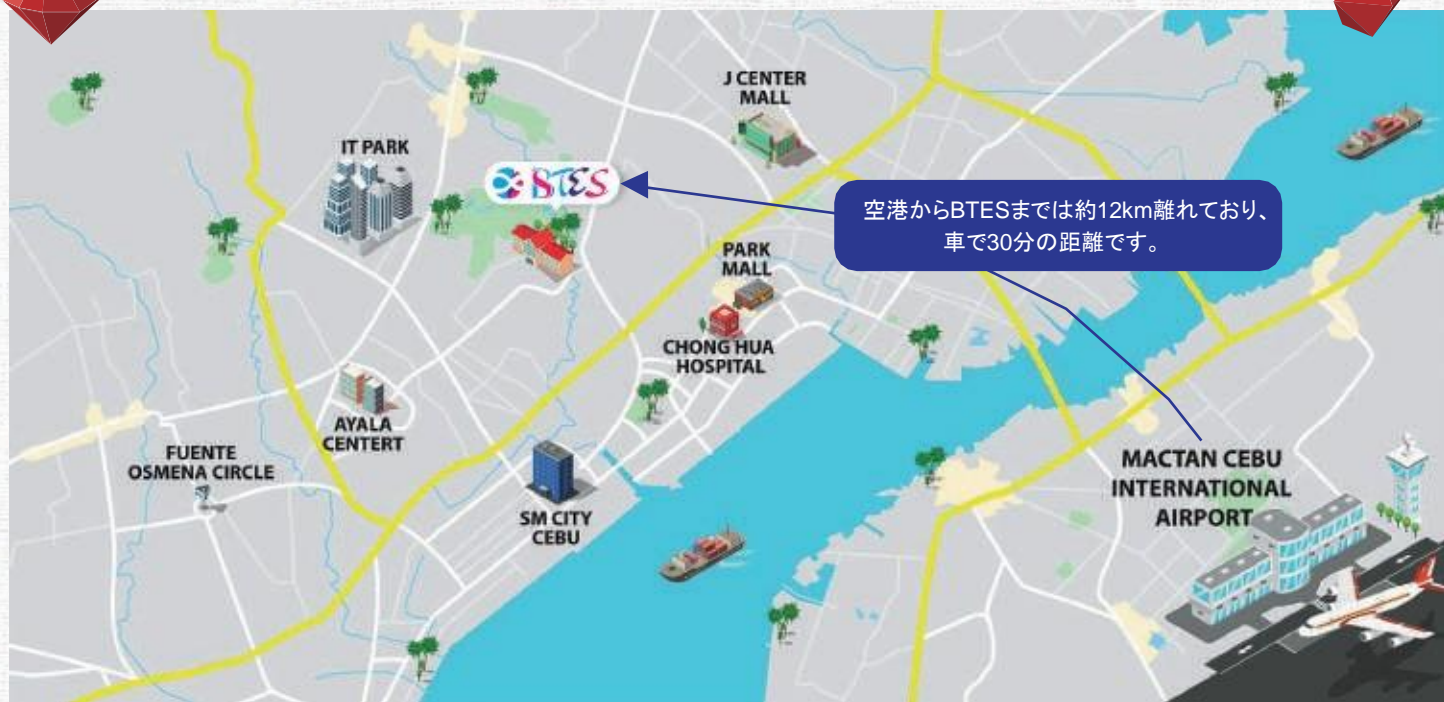 J CENTER
MALL
IT PARK
BTES
空港からBTESまでは約12km離れており、
車で30分の距離です。
PARK
MALL
CHONG HUA
HOSPITAL
AYALA
CENTERT
FUENTE
OSMENA CIRCLE
MACTAN CEBU
INTERNATIONAL
AIRPORT
SM CITY
CEBU